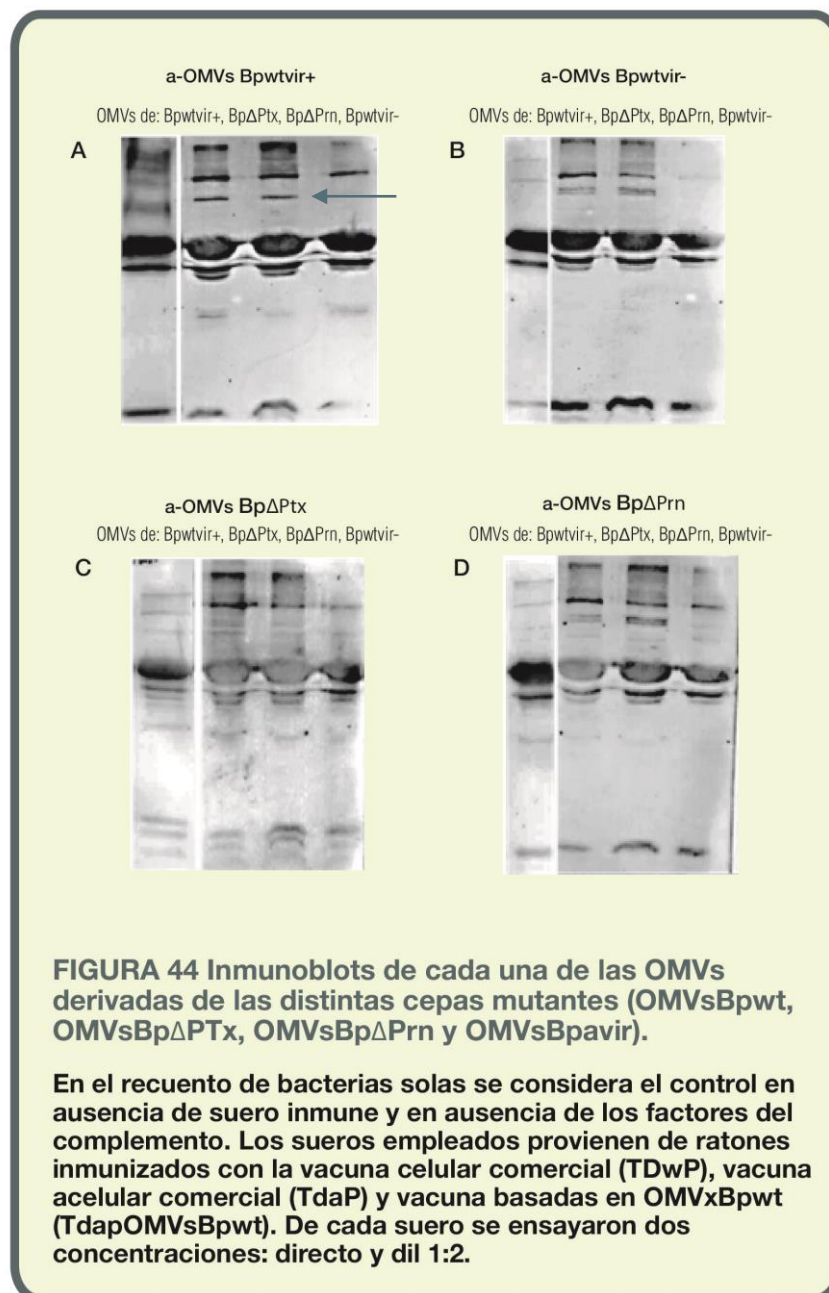 a-OMVs Bpwtvir+
OMVs de: Bpwtvir+, BpΔPtx, BpΔPrn, Bpwtvir-
A
a-OMVs Bpwtvir-
OMVs de: Bpwtvir+, BpΔPtx, BpΔPrn, Bpwtvir-
B
a-OMVs BpΔPtx
OMVs de: Bpwtvir+, BpΔPtx, BpΔPrn, Bpwtvir-
C
a-OMVs BpΔPrn
OMVs de: Bpwtvir+, BpΔPtx, BpΔPrn, Bpwtvir-
D
FIGURA 44 Inmunoblots de cada una de las OMVs
derivadas de las distintas cepas mutantes (OMVsBpwt,
OMVsBpΔPTx, OMVsBpΔPrn y OMVsBpavir).
En el recuento de bacterias solas se considera el control en
ausencia de suero inmune y en ausencia de los factores del
complemento. Los sueros empleados provienen de ratones
inmunizados con la vacuna celular comercial (TDwP), vacuna
acelular comercial (TdaP) y vacuna basadas en OMVxBpwt
(TdapOMVsBpwt). De cada suero se ensayaron dos
concentraciones: directo y dil 1:2.